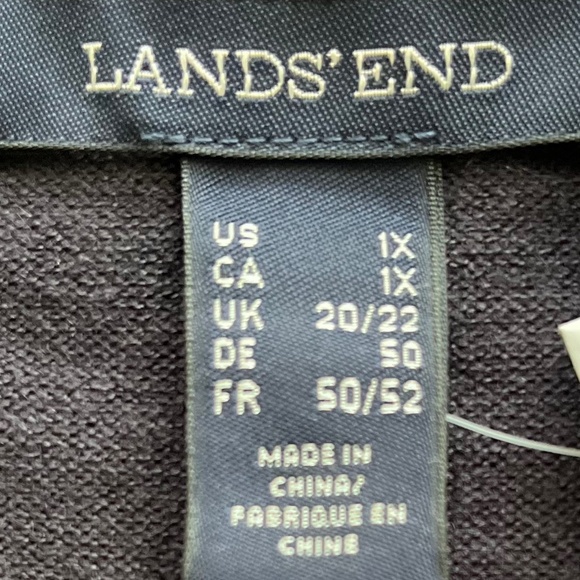 LANDS' END
US 1X
CA 1X
UK 20/22
DE 50
FR 50/52
MADE IN
CHINA/
FABRIQUE EN
CHINE